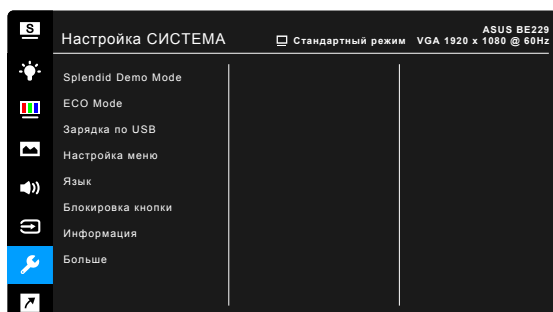 S
ASUS BE229
Настройка СИСТЕМА
Стандартный режим VGA 1920 x 1080 @ 60Hz
Splendid Demo Mode
ECO Mode
Зарядка по USB
Настройка меню
Язык
Блокировка кнопки
Информация
Больше